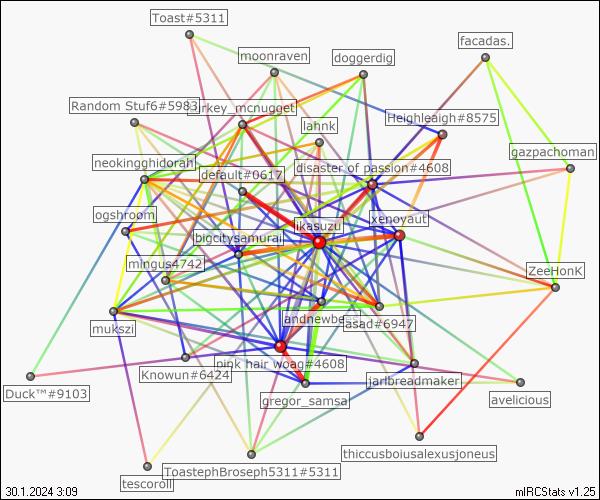 Toast#5311
facadas.
moonraven
doggerdig
Random Stuf6#5983
turkey_mcnugget
Heighleaigh#8575
lahnk
gazpachoman
neokingghidorah
default#0617
disaster of passion#4608
ogshroom
ikasuzu
xenoyaut
bigcitysamurai
mingus4742
ZeeHonK
mukszi
andnewbess
asad#6947
pink hair woag#4608
Knowun#6424
jarlbreadmaker
Duck™#9103
gregor_samsa
avelicious
thiccusboiusalexusjoneus
ToastephBroseph5311#5311
tescoroll
30.1.2024 3:09
mIRCStats v1.25